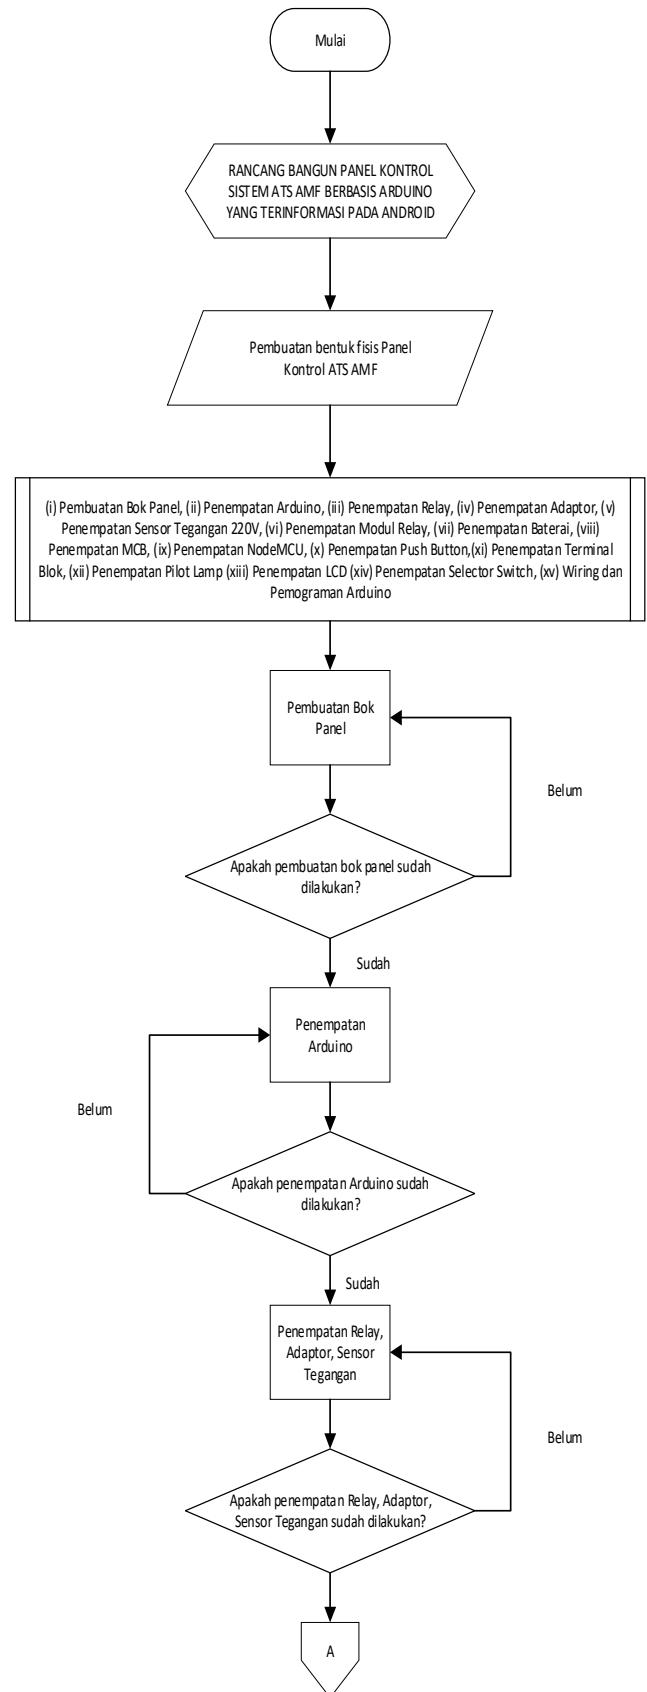 Mulai
RANCANG BANGUN PANEL KONTROL
SISTEM ATS AMF BERBASIS ARDUINO
YANG TERINFORMASI PADA ANDROID
Pembuatan bentuk fisis Panel
Kontrol ATS AMF
(i) Pembuatan Bok Panel, (ii) Penempatan Arduino, (iii) Penempatan Relay, (iv) Penempatan Adaptor, (v)
Penempatan Sensor Tegangan 220V, (vi) Penempatan Modul Relay, (vii) Penempatan Baterai, (viii)
Penempatan MCB, (ix) Penempatan NodeMCU, (x) Penempatan Push Button,(xi) Penempatan Terminal
Blok, (xii) Penempatan Pilot Lamp (xiii) Penempatan LCD (xiv) Penempatan Selector Switch, (xv) Wiring dan
Pemograman Arduino
Pembuatan Bok
Panel
Belum
Apakah pembuatan bok panel sudah
dilakukan?
Sudah
Penempatan
Arduino
Belum
Apakah penempatan Arduino sudah
dilakukan?
Sudah
Penempatan Relay,
Adaptor, Sensor
Tegangan
Belum
Apakah penempatan Relay, Adaptor,
Sensor Tegangan sudah dilakukan?
A